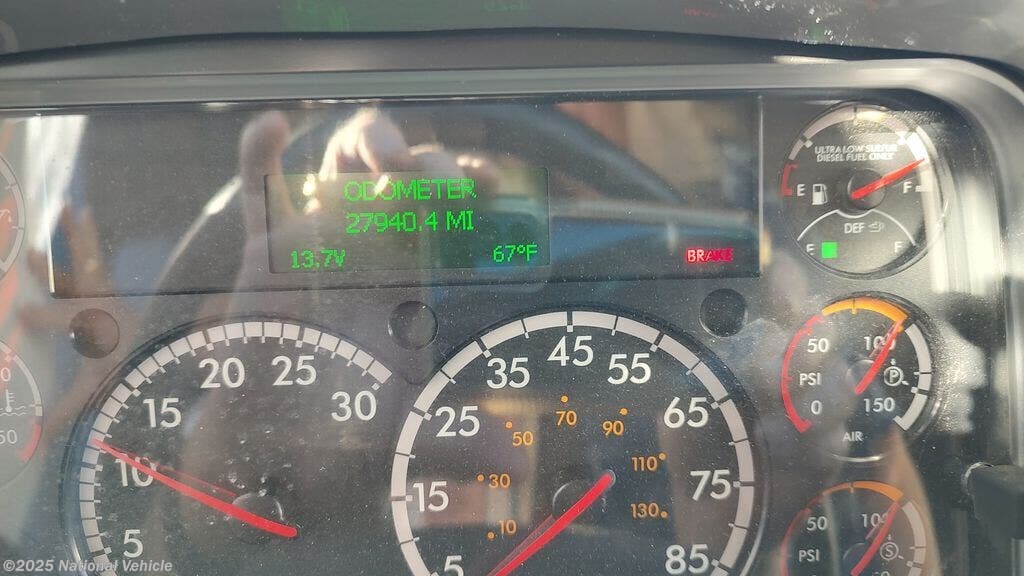 ODOMETER
27940.4 MI
13.7V 67°F
BRAKE
ULTRA LOW SULFUR
DIESEL FUEL ONLY
E F
DEF
E F
5 10 15 20 25 30
5 15 25 35 45 55 65 75 85
10 30 50 70 90 110 130
50 100
PSI P
0 150
AIR
50 100
PSI S
0
50
©2025 National Vehicle